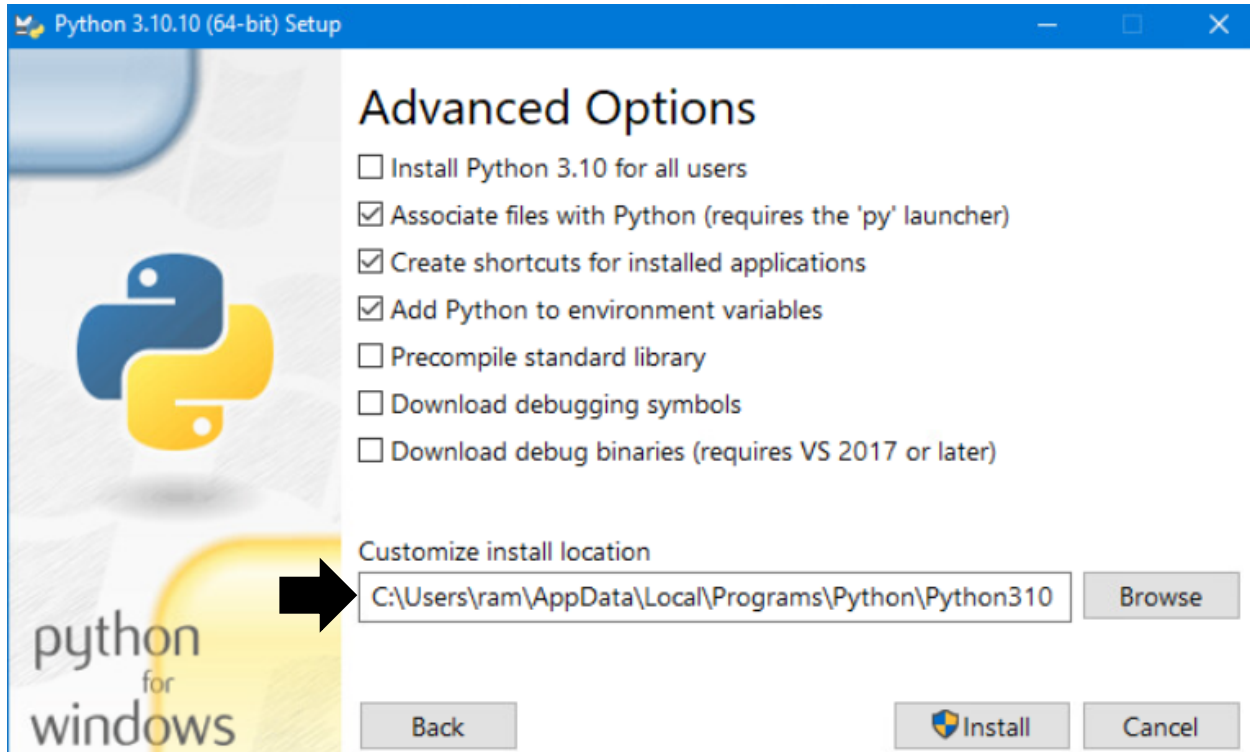 Python 3.10.10 (64-bit) Setup
Advanced Options
Install Python 3.10 for all users
Associate files with Python (requires the 'py' launcher)
Create shortcuts for installed applications
Add Python to environment variables
Precompile standard library
Download debugging symbols
Download debug binaries (requires VS 2017 or later)
Customize install location
C:\Users\ram\AppData\Local\Programs\Python\Python310
Browse
python
for
windows
Back
Install
Cancel